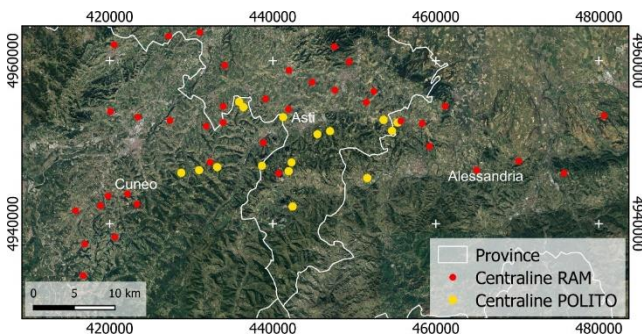 420000
440000
460000
480000
4960000
4960000
Asti
Cuneo
Alessandria
4940000
4940000
Province
Centraline RAM
Centraline POLITO
0 5 10 km
420000
440000
460000
480000